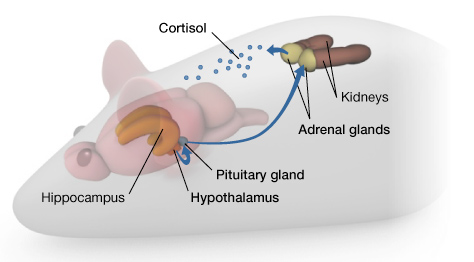 Cortisol
Kidneys
Adrenal glands
Pituitary gland
Hippocampus
Hypothalamus